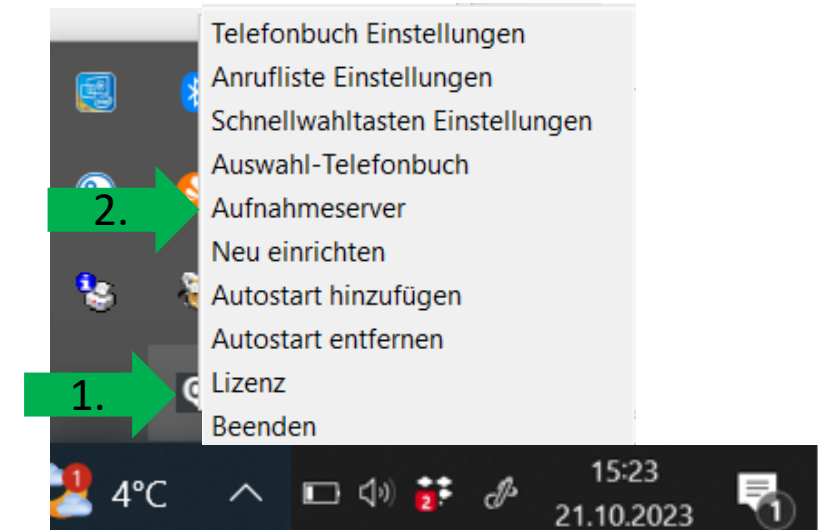 Telefonbuch Einstellungen
Anrufliste Einstellungen
Schnellwahltasten Einstellungen
Auswahl-Telefonbuch
2.
Aufnahmeserver
Neu einrichten
Autostart hinzufügen
Autostart entfernen
1.
Lizenz
Beenden
1
4°C
2
15:23
21.10.2023
1